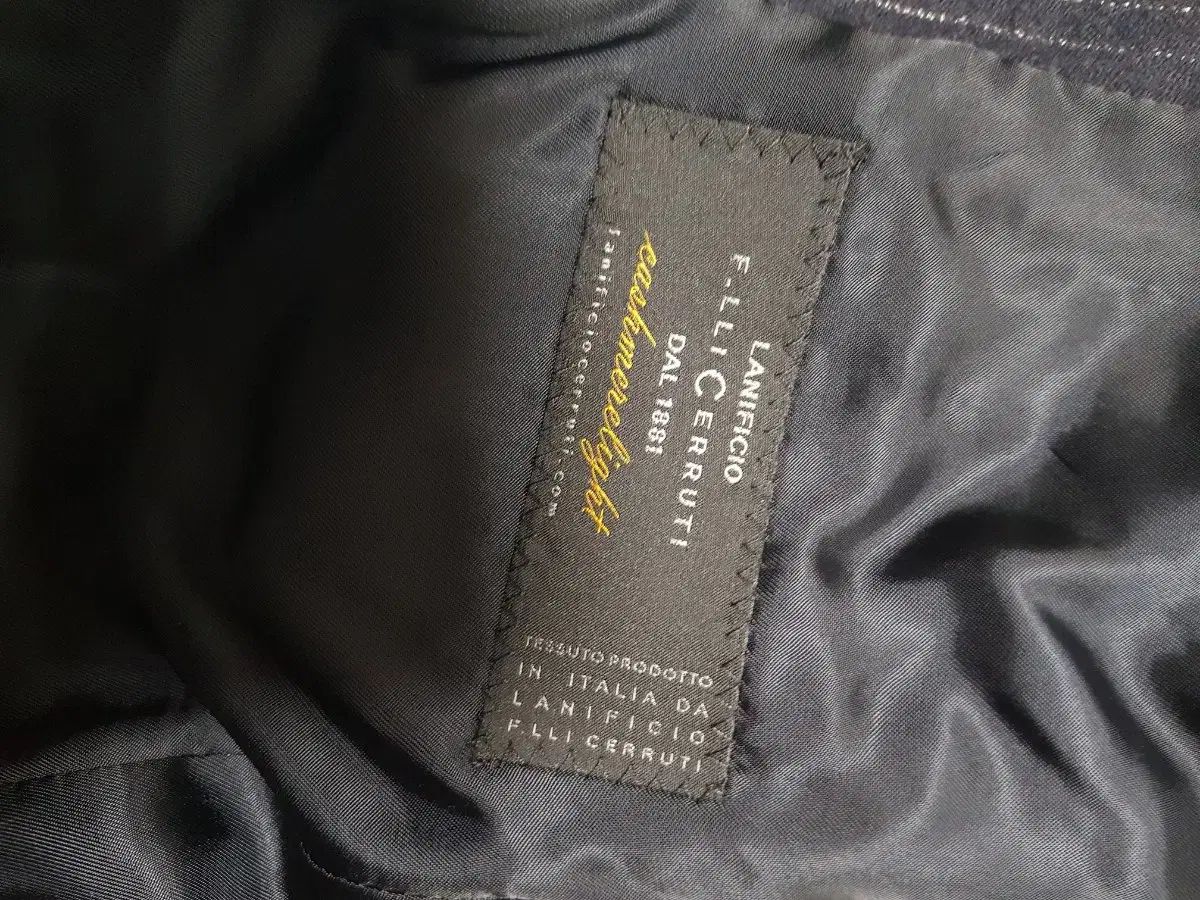 LANIFICIO
F-LLI CERRUTI
DAL 1881
cashmerelight
lanificiocerruti.com
TESSUTO PRODOTTO
IN ITALIA DA
LANIFICIO
F.LLI CERRUTI